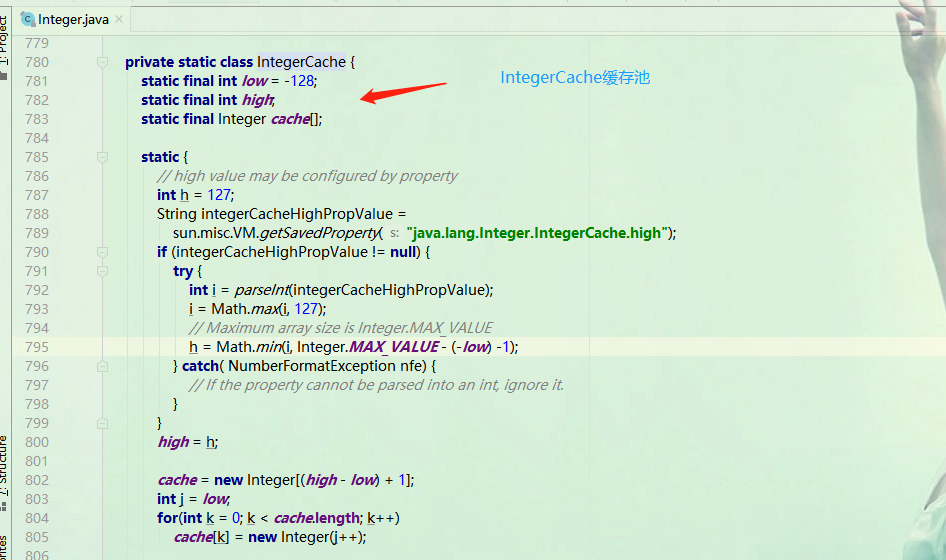 Integer.java
1: Project
779
780 private static class IntegerCache {
781 static final int low = -128;
IntegerCache缓存池
782 static final int high;
783 static final Integer cache[];
784
785 static {
786 // high value may be configured by property
787 int h = 127;
788 String integerCacheHighPropValue =
789 sun.misc.VM.getSavedProperty( s: "java.lang.Integer.IntegerCache.high");
790 if (integerCacheHighPropValue != null) {
791 try {
792 int i = parseInt(integerCacheHighPropValue);
793 i = Math.max(i, 127);
794 // Maximum array size is Integer.MAX_VALUE
795 h = Math.min(i, Integer.MAX_VALUE - (-low) -1);
796 } catch( NumberFormatException nfe) {
797 // If the property cannot be parsed into an int, ignore it.
798 }
799 }
800 high = h;
801
802 cache = new Integer[(high - low) + 1];
803 int j = low;
804 for(int k = 0; k < cache.length; k++)
805 cache[k] = new Integer(j++);
806
7: Structure